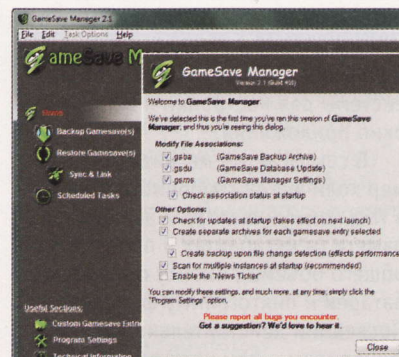 GameSave Manager 2.1
File Edit Task Options Help
ameSave M
Home
Backup Gamesave(s)
Restore Gamesave(s)
Sync & Link
Scheduled Tasks
Useful Sections:
Custom Gamesave Entrie
Program Settings
Technical Information
GameSave Manager
Welcome to GameSave Manager
We've detected this is the first time you've ran this version of GameSave
Manager, and thus you're seeing this dialog.
Modify File Associations:
.gsba (GameSave Backup Archive)
.gsdu (GameSave Database Update)
.gsms (GameSave Manager Settings)
Check association status at startup
Other Options:
Check for updates at startup (takes effect on next launch)
Create separate archives for each gamesave entry selected
Create backup upon file change detection (effects performance
Scan for multiple instances at startup (recommended)
Enable the "News Ticker"
You can modify these settings, and much more, at any time; simply click the
"Program Settings" option.
Please report all bugs you encounter.
Got a suggestion? We'd love to hear it.
Close